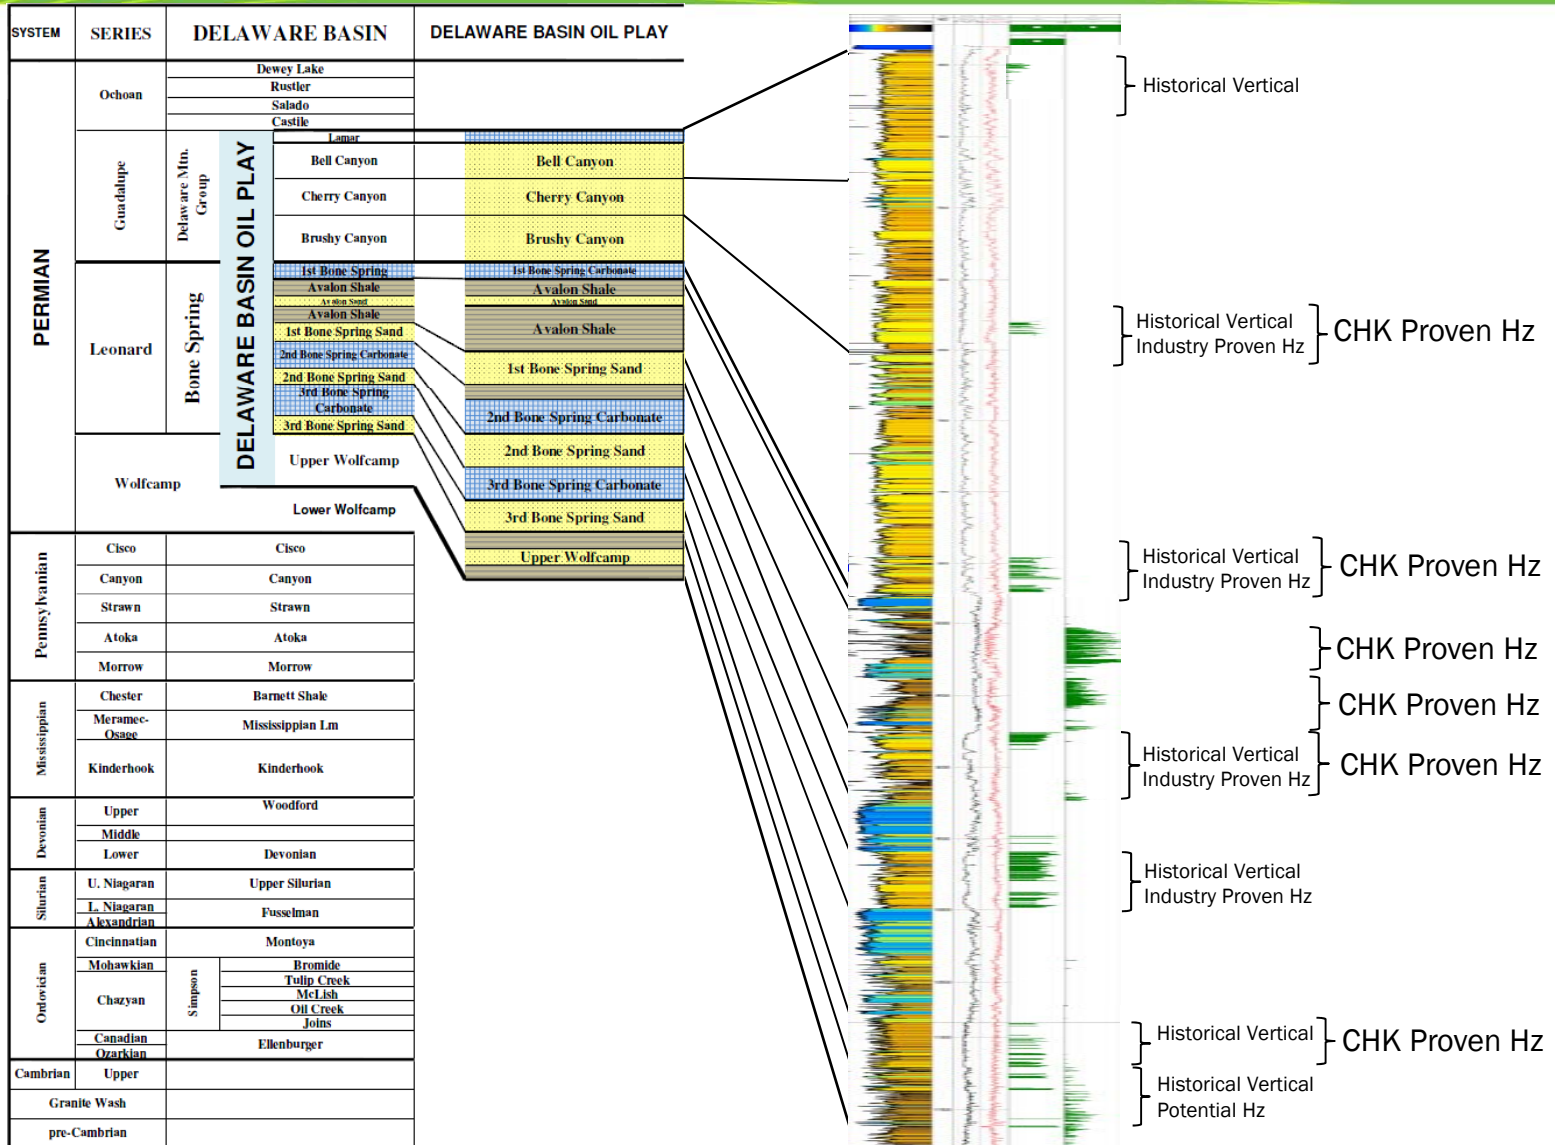 SYSTEM
SERIES
DELAWARE BASIN
DELAWARE BASIN OIL PLAY
PERMIAN
Ochoan
Dewey Lake
Rustler
Salado
Castile
Guadalupe
Delaware Mtn.
Group
DELAWARE BASIN OIL PLAY
Lamar
Bell Canyon
Bell Canyon
Cherry Canyon
Cherry Canyon
Brushy Canyon
Brushy Canyon
Leonard
Bone Spring
1st Bone Spring
Avalon Shale
Avalon Sand
Avalon Shale
1st Bone Spring Sand
2nd Bone Spring Carbonate
2nd Bone Spring Sand
3rd Bone Spring
Carbonate
3rd Bone Spring Sand
1st Bone Spring Carbonate
Avalon Shale
Avalon Sand
Avalon Shale
1st Bone Spring Sand
2nd Bone Spring Carbonate
2nd Bone Spring Sand
3rd Bone Spring Carbonate
3rd Bone Spring Sand
Upper Wolfcamp
Wolfcamp
Upper Wolfcamp
Lower Wolfcamp
Pennsylvanian
Cisco
Cisco
Canyon
Canyon
Strawn
Strawn
Atoka
Atoka
Morrow
Morrow
Mississippian
Chester
Barnett Shale
Meramec-
Osage
Mississippian Lm
Kinderhook
Kinderhook
Devonian
Upper
Woodford
Middle
Lower
Devonian
Silurian
U. Niagaran
Upper Silurian
L. Niagaran
Alexandrian
Fusselman
Ordovician
Cincinnatian
Montoya
Mohawkian
Chazyan
Simpson
Bromide
Tulip Creek
McLish
Oil Creek
Joins
Canadian
Ozarkian
Ellenburger
Cambrian
Upper
Granite Wash
pre-Cambrian
Historical Vertical
Historical Vertical
Industry Proven Hz
CHK Proven Hz
Historical Vertical
Industry Proven Hz
CHK Proven Hz
CHK Proven Hz
CHK Proven Hz
Historical Vertical
Industry Proven Hz
CHK Proven Hz
Historical Vertical
Industry Proven Hz
Historical Vertical
CHK Proven Hz
Historical Vertical
Potential Hz